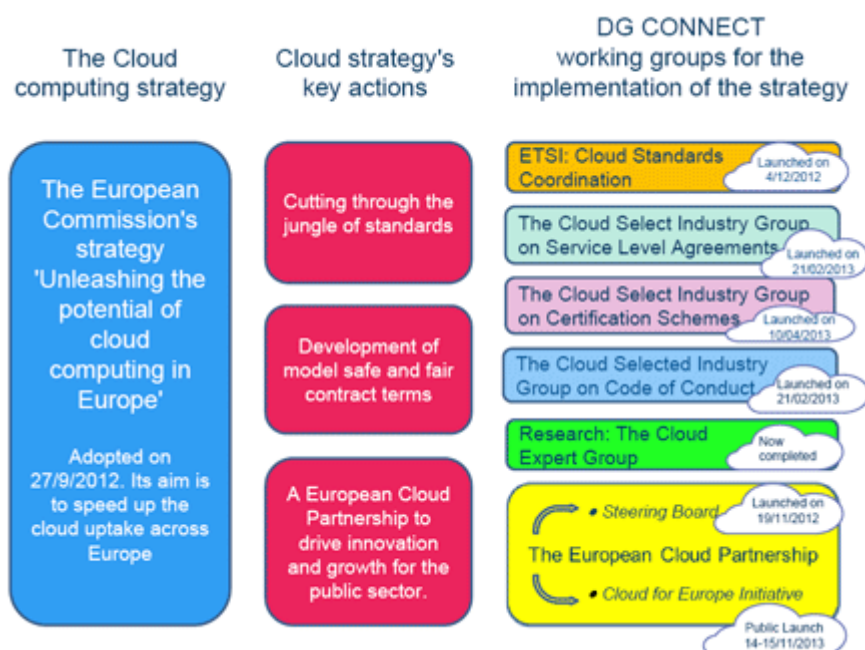 The Cloud
computing strategy
Cloud strategy's
key actions
DG CONNECT
working groups for the
implementation of the strategy
The European
Commission's
strategy
'Unleashing the
potential of
cloud
computing in
Europe'
Adopted on
27/9/2012. Its aim is
to speed up the
cloud uptake across
Europe
Cutting through the
jungle of standards
Development of
model safe and fair
contract terms
A European Cloud
Partnership to
drive innovation
and growth for the
public sector.
ETSI: Cloud Standards
Coordination
Launched on
4/12/2012
The Cloud Select Industry Group
on Service Level Agreements
Launched on
21/02/2013
The Cloud Select Industry Group
on Certification Schemes
Launched on
10/04/2013
The Cloud Selected Industry
Group on Code of Conduct
Launched on
21/02/2013
Research: The Cloud
Expert Group
Now
completed
• Steering Board
Launched on
19/11/2012
The European Cloud Partnership
• Cloud for Europe Initiative
Public Launch
14-15/11/2013